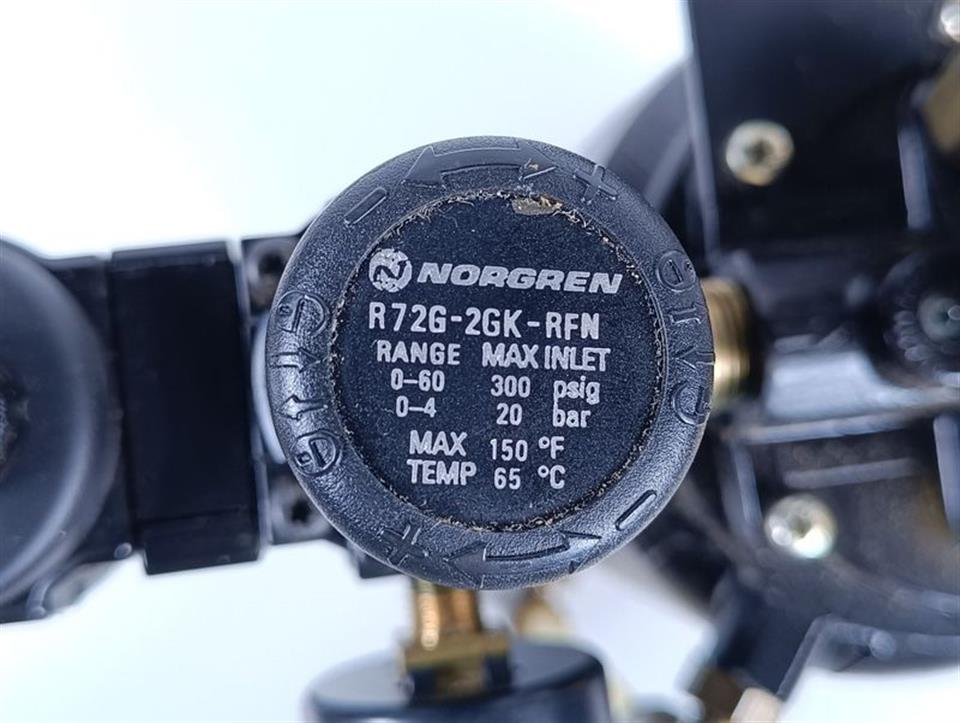 NORGREN
R72G-2GK-RFN
RANGE MAX INLET
0-60 300 psig
0-4 20 bar
MAX 150 °F
TEMP 65 °C